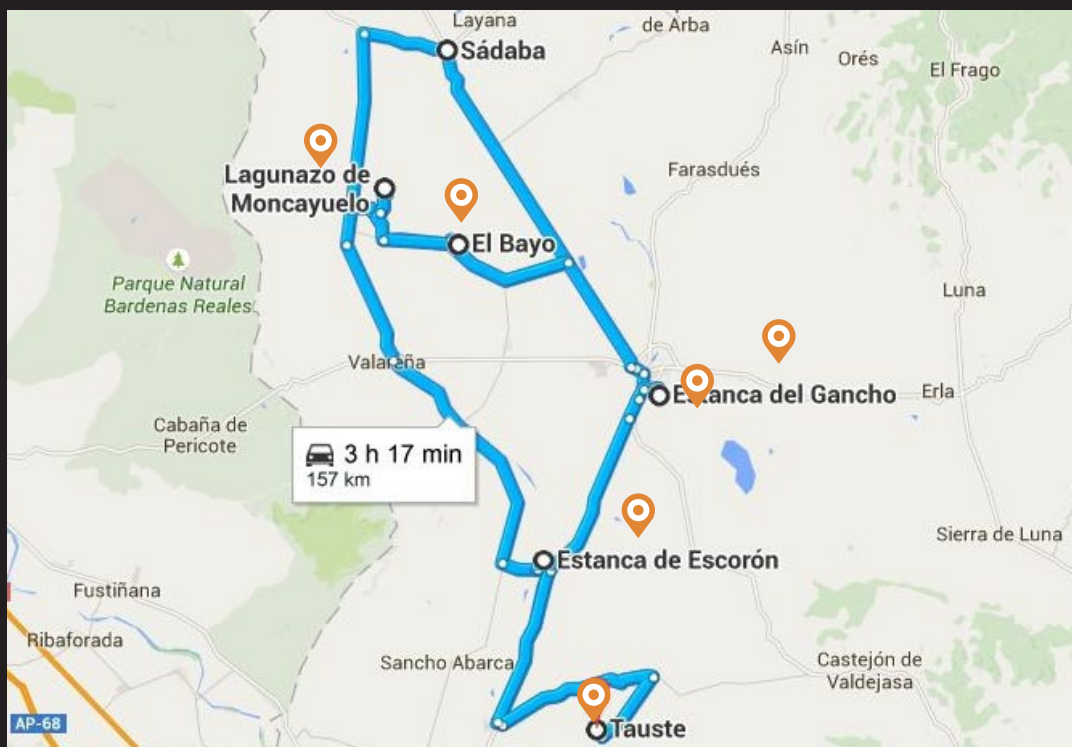 Layana
de Arba
Sádaba
Asín
Orés
El Frago
Lagunazo de
Moncayuelo
Farasdués
El Bayo
Parque Natural
Bardenas Reales
Luna
Valareña
Estanca del Gancho
Erla
Cabaña de
Pericote
3 h 17 min
157 km
Sierra de Luna
Estanca de Escorón
Fustiñana
Ribaforada
Sancho Abarca
Castejón de
Valdejasa
AP-68
Tauste